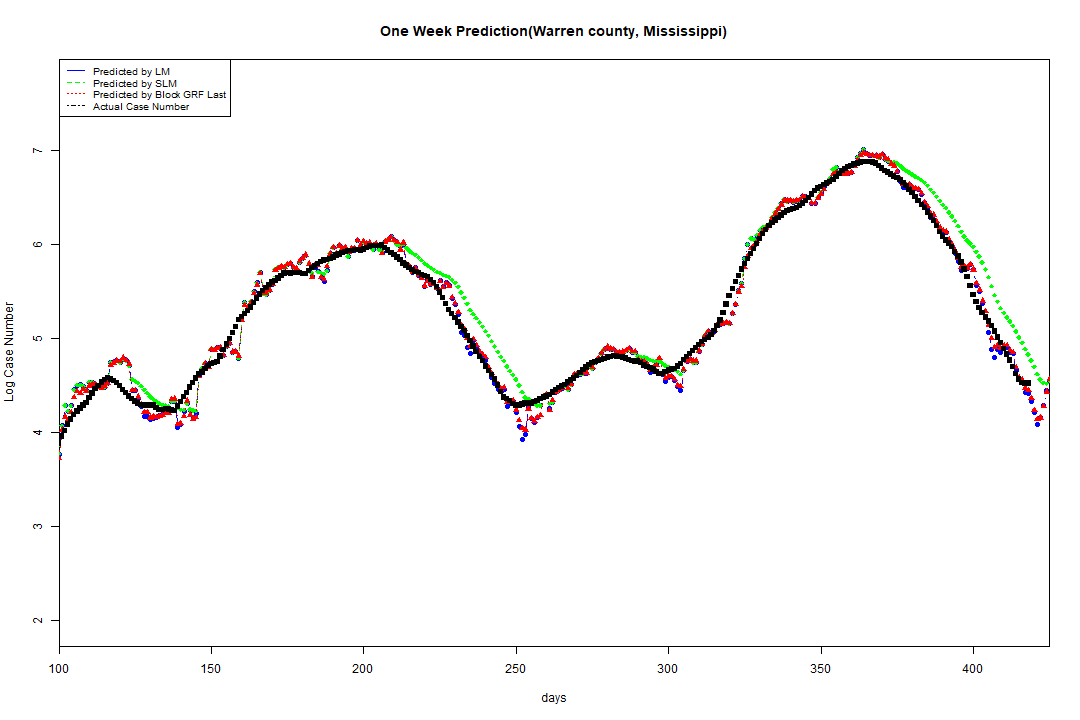 One Week Prediction(Warren county, Mississippi)
Predicted by LM
Predicted by SLM
Predicted by Block GRF Last
Actual Case Number
7
6
5
4
3
2
Log Case Number
100 150 200 250 300 350 400
days